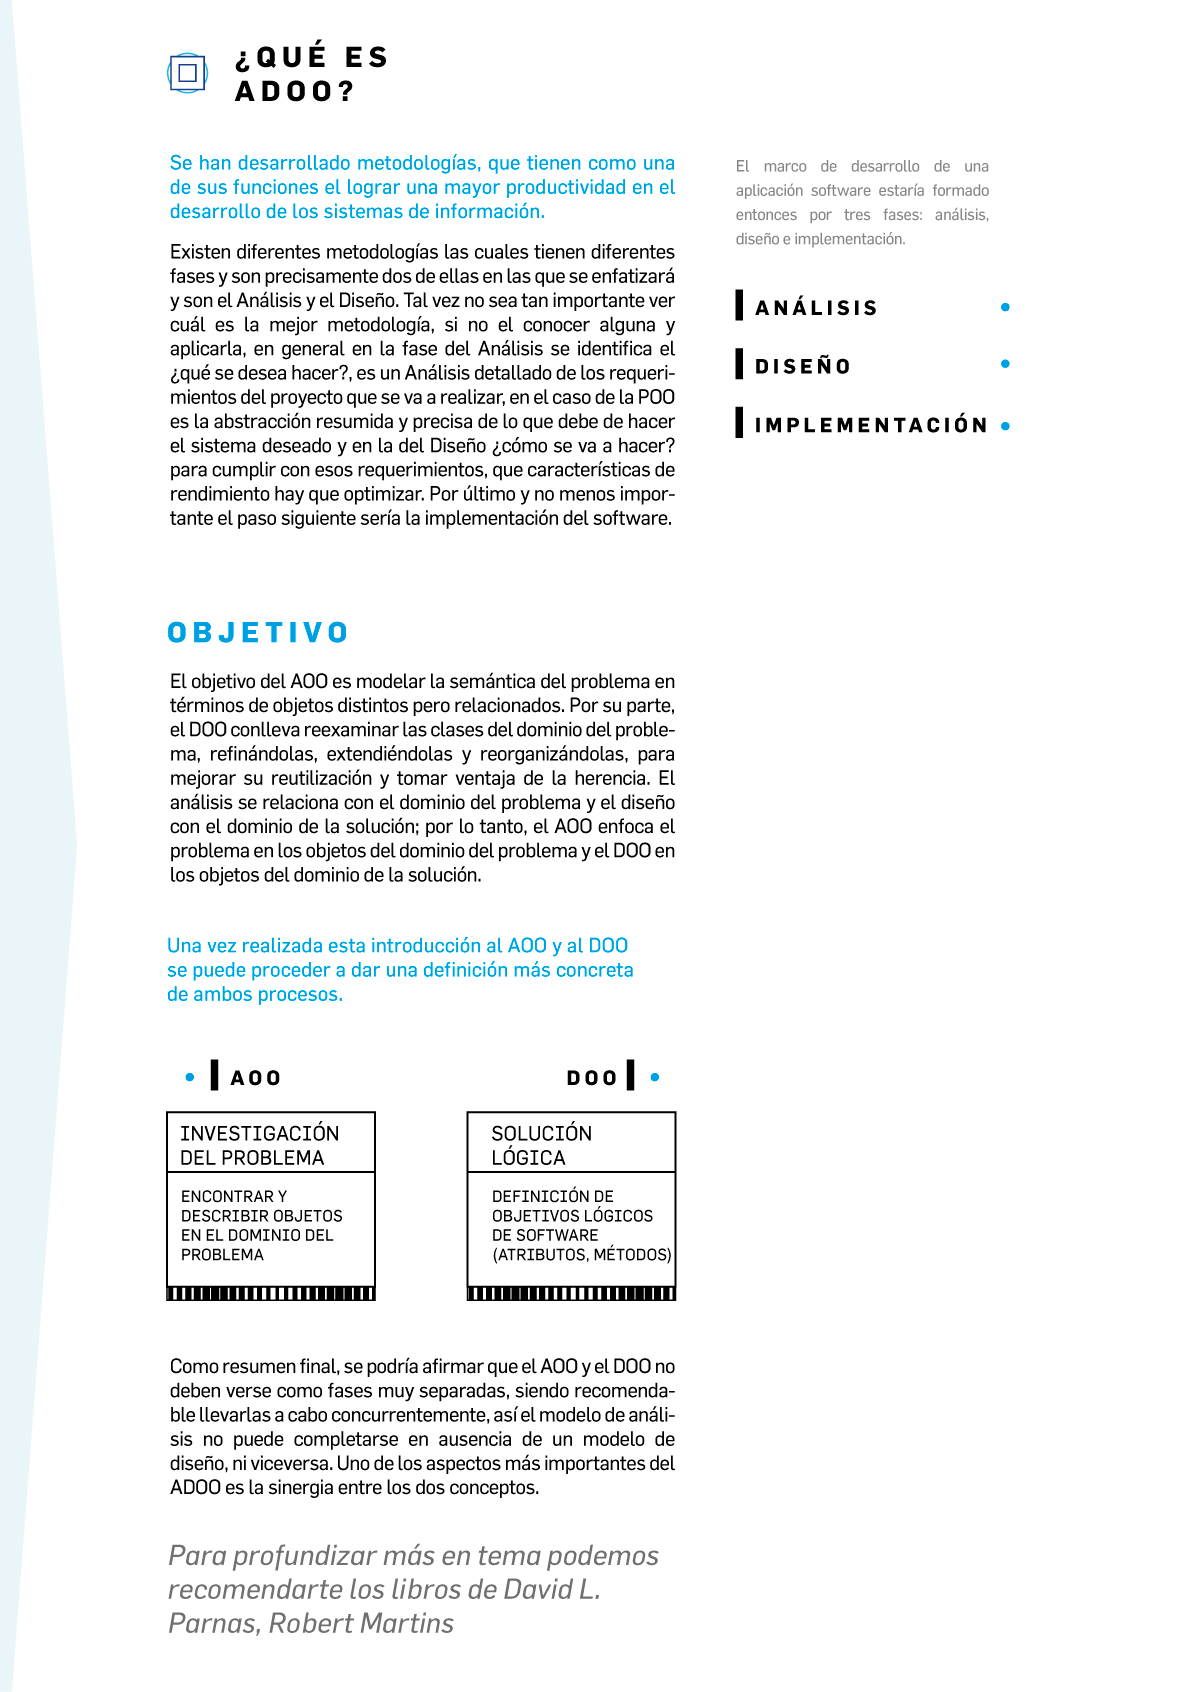 ¿QUÉ ES
ADOO?
Se han desarrollado metodologías, que tienen como una
de sus funciones el lograr una mayor productividad en el
desarrollo de los sistemas de información.
Existen diferentes metodologías las cuales tienen diferentes
fases y son precisamente dos de ellas en las que se enfatizará
y son el Análisis y el Diseño. Tal vez no sea tan importante ver
cuál es la mejor metodología, si no el conocer alguna y
aplicarla, en general en la fase del Análisis se identifica el
¿qué se desea hacer?, es un Análisis detallado de los requeri-
mientos del proyecto que se va a realizar, en el caso de la POO
es la abstracción resumida y precisa de lo que debe de hacer
el sistema deseado y en la del Diseño ¿cómo se va a hacer?
para cumplir con esos requerimientos, que características de
rendimiento hay que optimizar. Por último y no menos impor-
tante el paso siguiente sería la implementación del software.
El marco de desarrollo de una
aplicación software estaría formado
entonces por tres fases: análisis,
diseño e implementación.
ANÁLISIS
DISEÑO
IMPLEMENTACIÓN
OBJETIVO
El objetivo del AOO es modelar la semántica del problema en
términos de objetos distintos pero relacionados. Por su parte,
el DOO conlleva reexaminar las clases del dominio del proble-
ma, refinándolas, extendiéndolas y reorganizándolas, para
mejorar su reutilización y tomar ventaja de la herencia. El
análisis se relaciona con el dominio del problema y el diseño
con el dominio de la solución; por lo tanto, el AOO enfoca el
problema en los objetos del dominio del problema y el DOO en
los objetos del dominio de la solución.
Una vez realizada esta introducción al AOO y al DOO
se puede proceder a dar una definición más concreta
de ambos procesos.
AOO
INVESTIGACIÓN
DEL PROBLEMA
ENCONTRAR Y
DESCRIBIR OBJETOS
EN EL DOMINIO DEL
PROBLEMA
DOO
SOLUCIÓN
LÓGICA
DEFINICIÓN DE
OBJETIVOS LÓGICOS
DE SOFTWARE
(ATRIBUTOS, MÉTODOS)
Como resumen final, se podría afirmar que el AOO y el DOO no
deben verse como fases muy separadas, siendo recomenda-
ble llevarlas a cabo concurrentemente, así el modelo de análi-
sis no puede completarse en ausencia de un modelo de
diseño, ni viceversa. Uno de los aspectos más importantes del
ADOO es la sinergia entre los dos conceptos.
Para profundizar más en tema podemos
recomendarte los libros de David L.
Parnas, Robert Martins